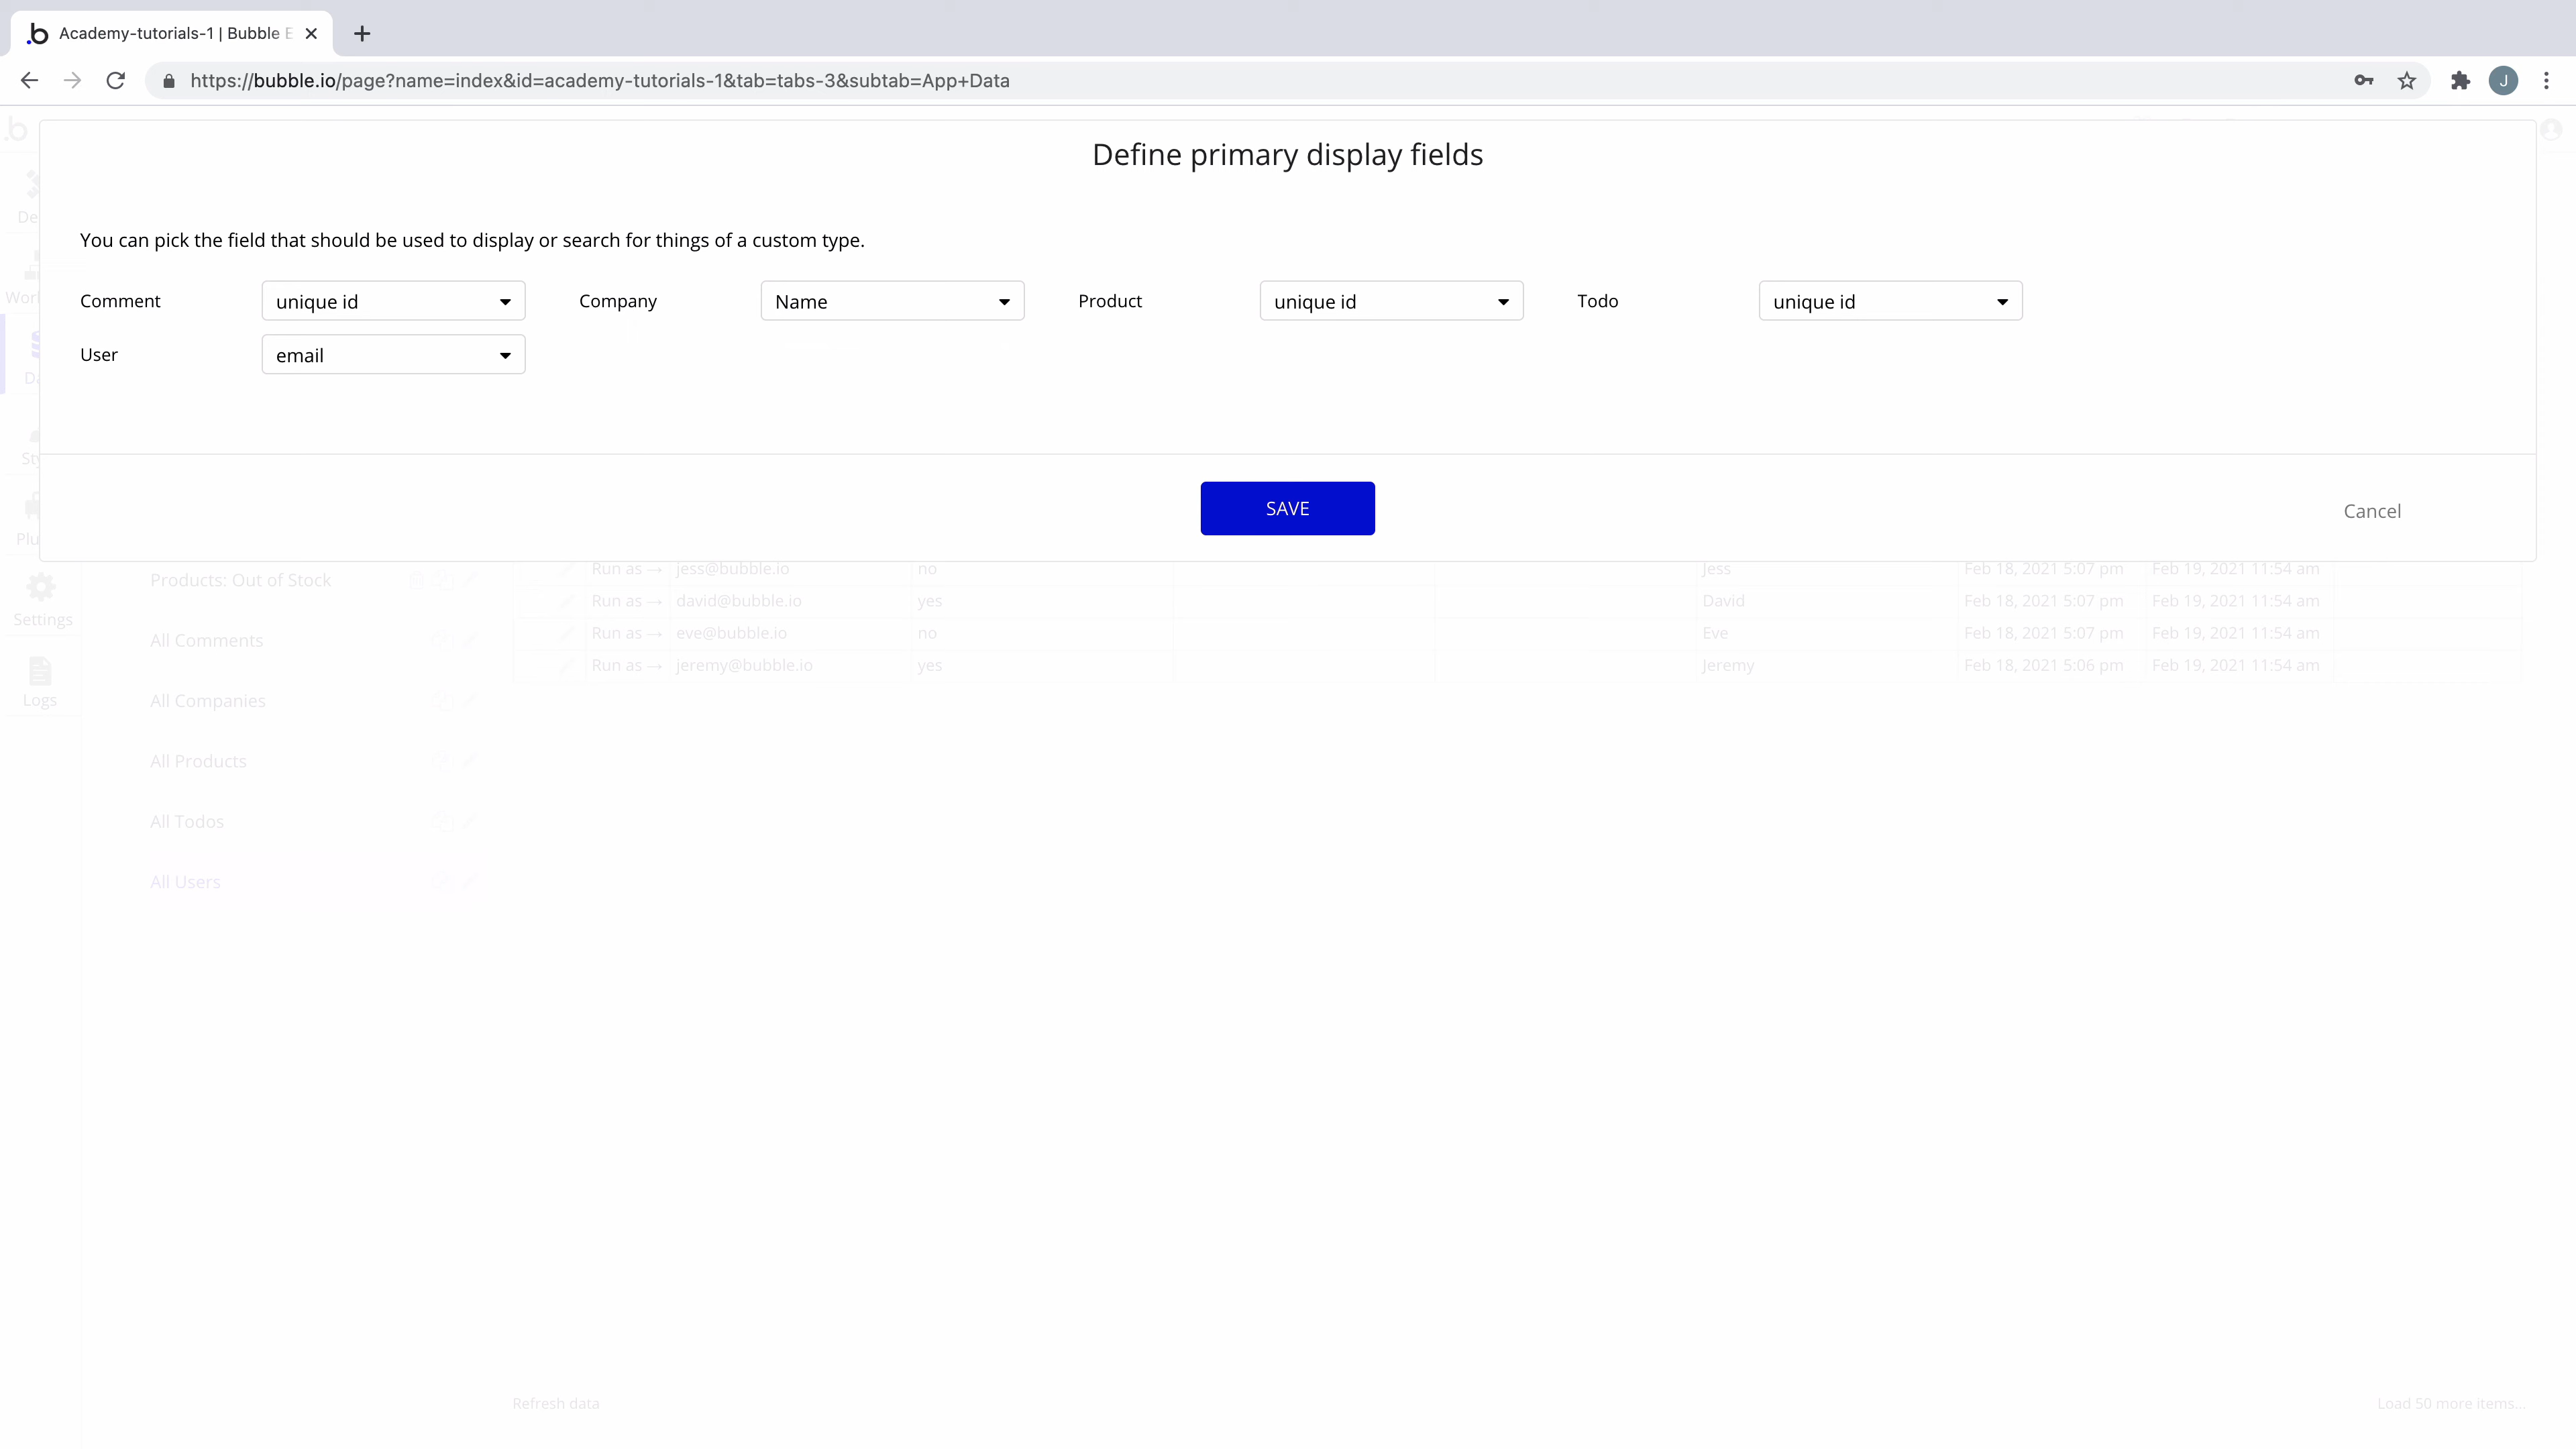 Academy-tutorials-1 | Bubble E
https://bubble.io/page?name=index&id=academy-tutorials-1&tab=tabs-3&subtab=App+Data
J
Define primary display fields
You can pick the field that should be used to display or search for things of a custom type.
Comment unique id Company Name Product unique id Todo unique id
User email
SAVE
Cancel
De
Worl
Da
Sty
Plu
Settings
Logs
Products: Out of Stock
All Comments
All Companies
All Products
All Todos
All Users
Run as → jess@bubble.io no Jess Feb 18, 2021 5:07 pm Feb 19, 2021 11:54 am
Run as → david@bubble.io yes David Feb 18, 2021 5:07 pm Feb 19, 2021 11:54 am
Run as → eve@bubble.io no Eve Feb 18, 2021 5:07 pm Feb 19, 2021 11:54 am
Run as → jeremy@bubble.io yes Jeremy Feb 18, 2021 5:06 pm Feb 19, 2021 11:54 am
Refresh data
Load 50 more items...